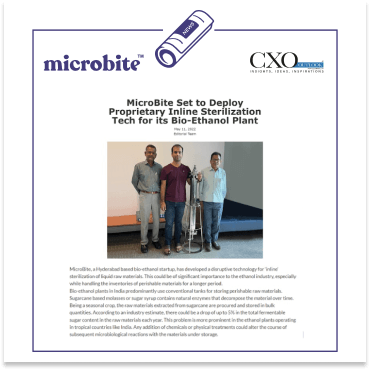 microbite™
NEWS
CXO
INSIGHTS, IDEAS, INSPIRATIONS
MicroBite Set to Deploy
Proprietary Inline Sterilization
Tech for its Bio-Ethanol Plant
Mar 11, 2022
Editorial Team
MicroBite, a Hyderabad based bio-ethanol startup, has developed a disruptive technology for 'inline'
sterilization of liquid raw materials. This could be of significant importance to the ethanol industry, especially
while handling the inventories of perishable materials for a longer period.
Bio-ethanol plants in India predominantly use conventional tanks for storing perishable raw materials.
Sugarcane based molasses or sugar syrup contains natural enzymes that decompose the material over time.
Being a seasonal crop, the raw materials extracted from sugarcane are procured and stored in bulk
quantities. According to an industry estimate, there could be a drop of up to 5% in the total fermentable
sugar content in the raw materials each year. This problem is more prominent in the ethanol plants operating
in tropical countries like India. Any addition of chemicals or physical treatments could alter the course of
subsequent microbiological reactions with the materials under storage.